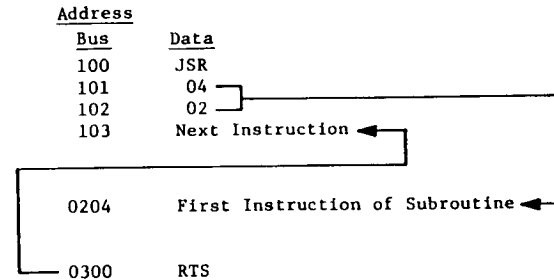 Address
Bus Data
100 JSR
101 04
102 02
103 Next Instruction
0204 First Instruction of Subroutine
0300 RTS